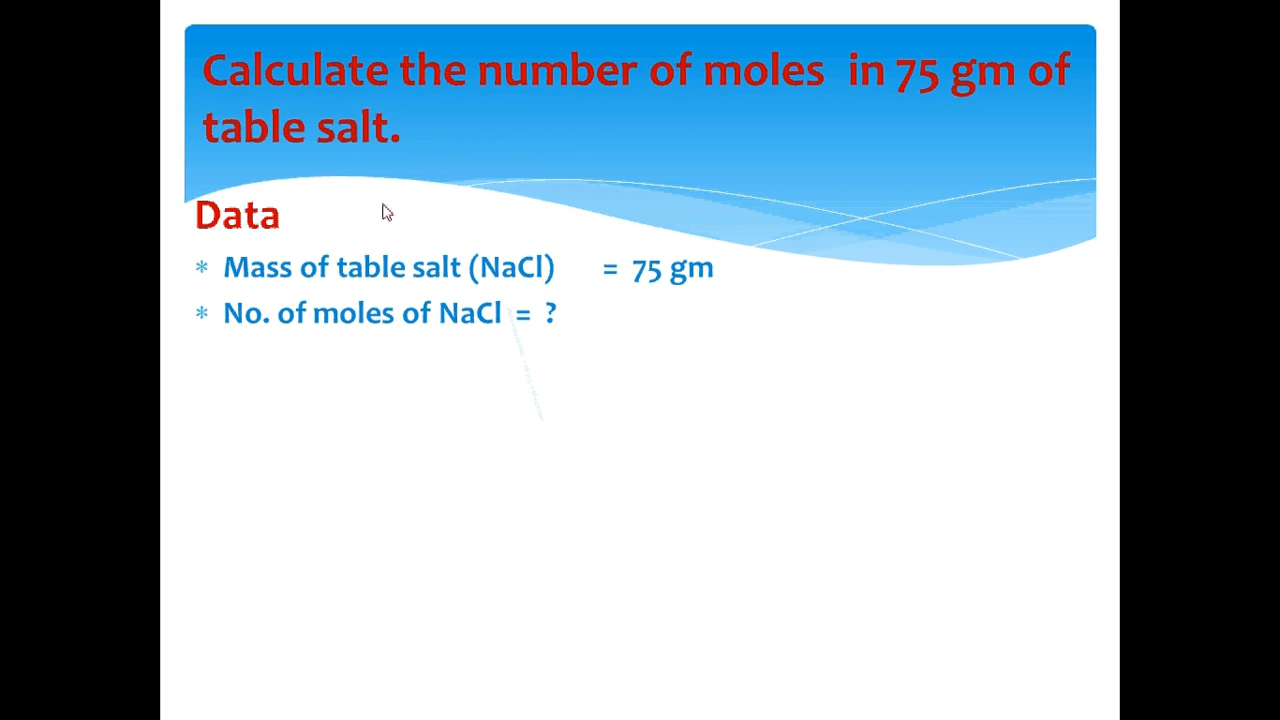 Calculate the number of moles in 75 gm of
table salt.
Data
* Mass of table salt (NaCl) = 75 gm
* No. of moles of NaCl = ?